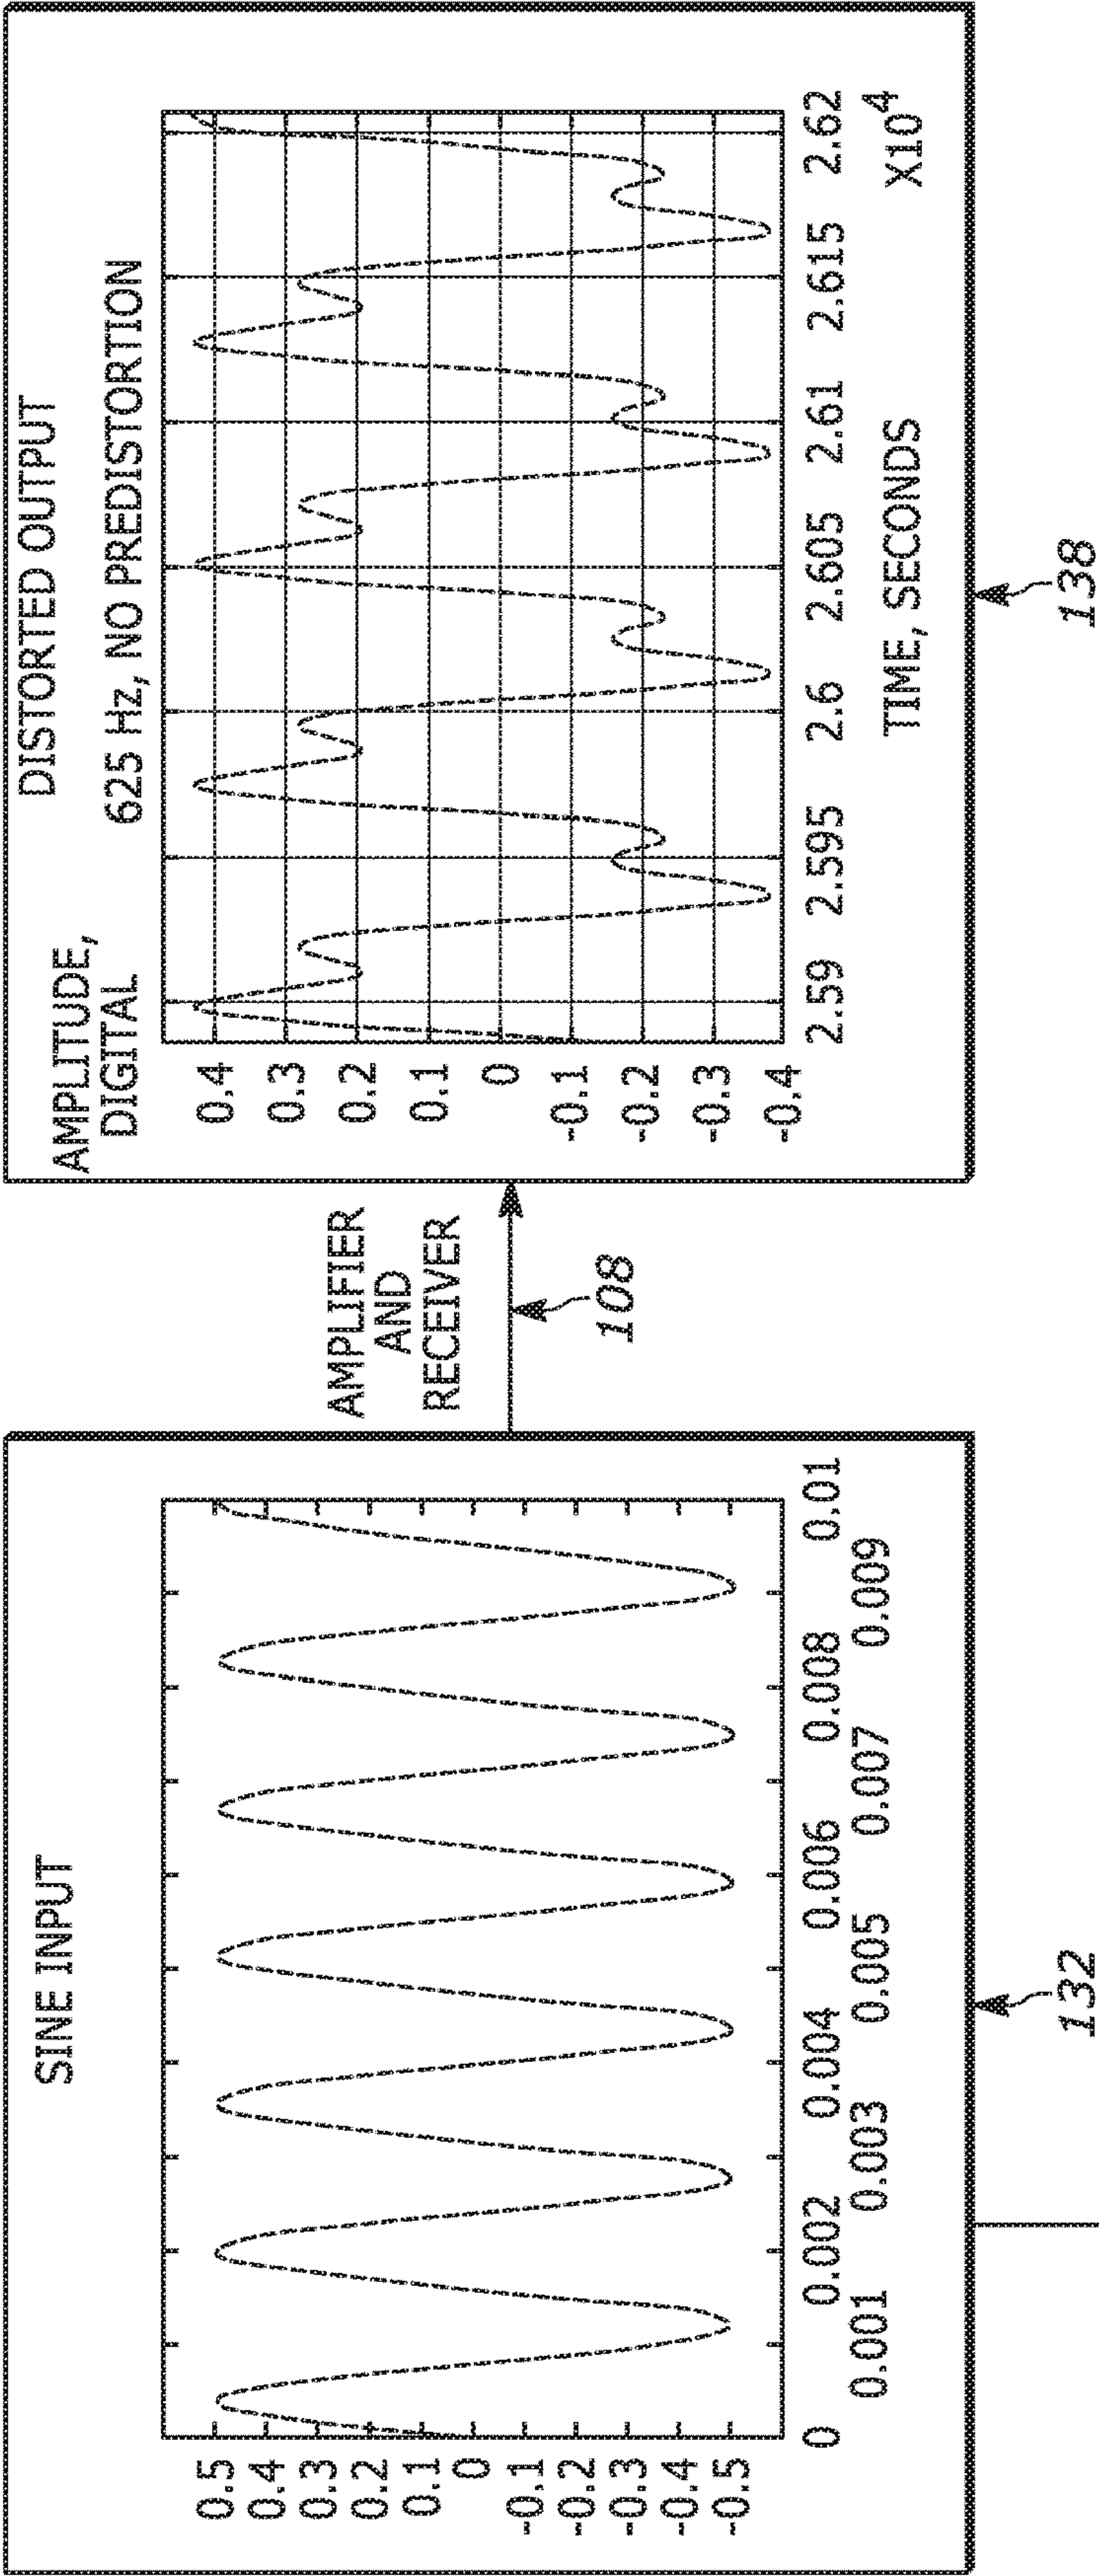 SINE INPUT
0.5
0.4
0.3
0.2
0.1
0
-0.1
-0.2
-0.3
-0.4
-0.5
0 0.002 0.004 0.006 0.008 0.01
0.001 0.003 0.005 0.007 0.009
132
AMPLIFIER
AND
RECEIVER
108
DISTORTED OUTPUT
AMPLITUDE,
DIGITAL
625 Hz, NO PREDISTORTION
0.4
0.3
0.2
0.1
0
-0.1
-0.2
-0.3
-0.4
2.59 2.595 2.6 2.605 2.61 2.615 2.62
TIME, SECONDS
X10^4
138